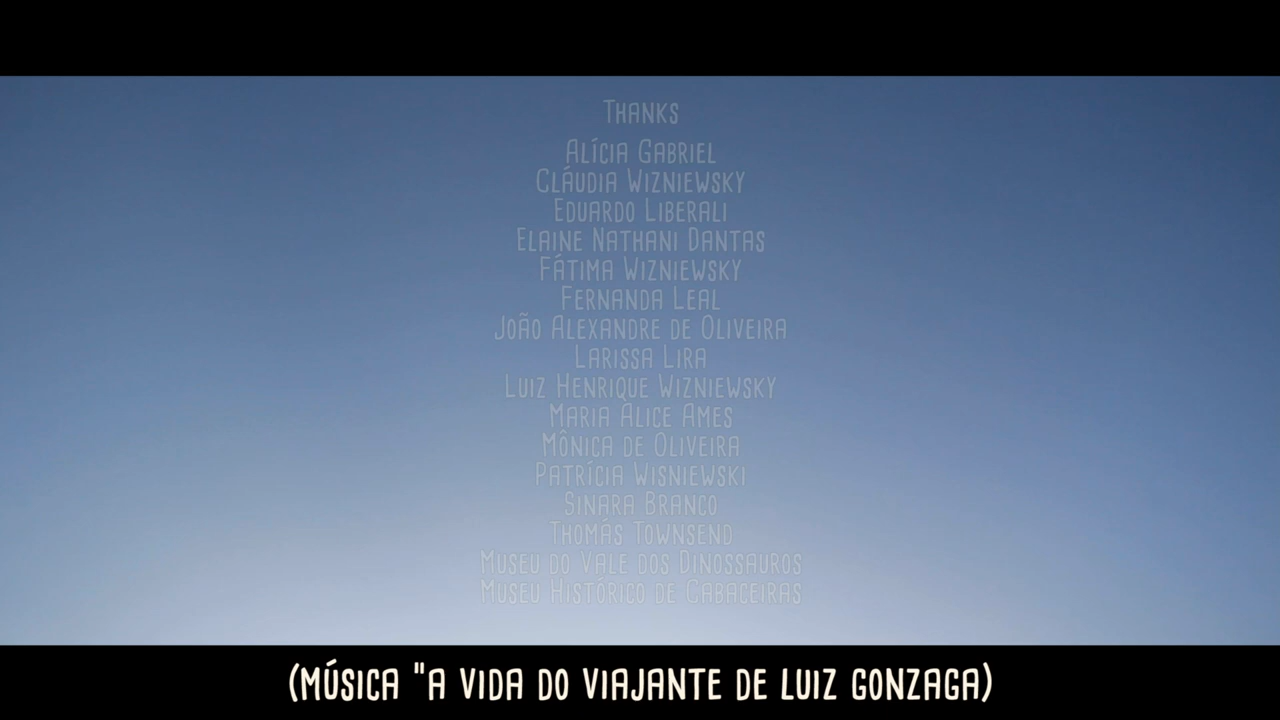 Thanks
Alícia Gabriel
Cláudia Wizniewsky
Eduardo Liberali
Elaine Nathani Dantas
Fátima Wizniewsky
Fernanda Leal
João Alexandre de Oliveira
Larissa Lira
Luiz Henrique Wizniewsky
Maria Alice Ames
Mônica de Oliveira
Patrícia Wisniewski
Sinara Branco
Thomás Townsend
Museu do Vale dos Dinossauros
Museu Histórico de Cabaceiras
(MÚSICA "A VIDA DO VIAJANTE DE LUIZ GONZAGA)